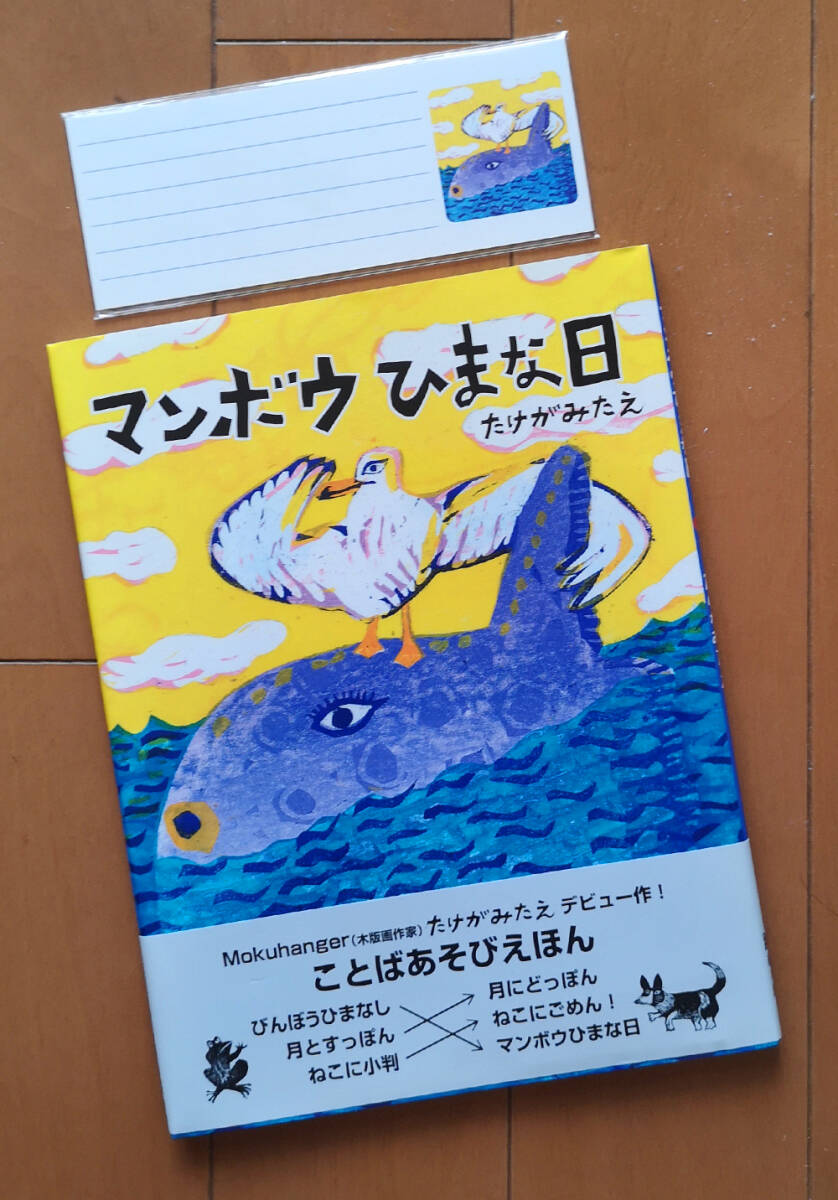 マンボウ ひまな日
たけがみたえ
Mokuhanger(木版画作家) たけがみたえ デビュー作!
ことばあそびえほん
びんぼうひまなし
月とすっぽん
ねこに小判
月にどっぽん
ねこにごめん!
マンボウひまな日